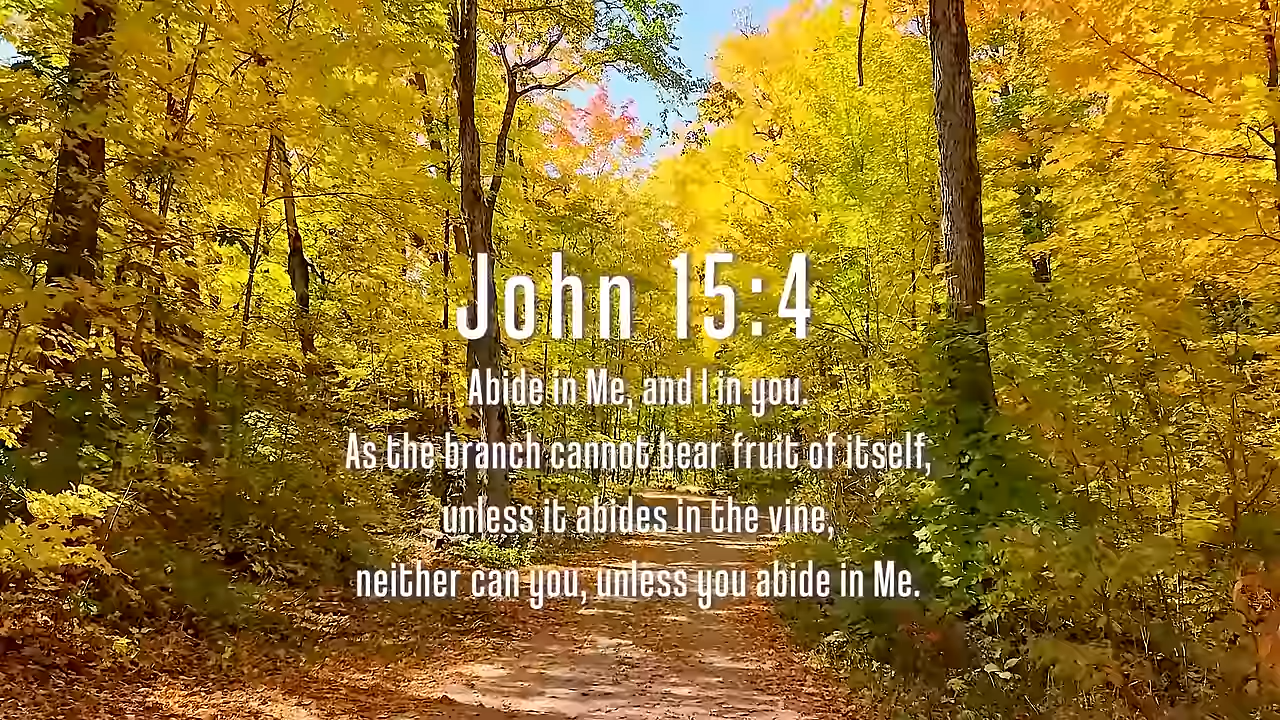 John 15:4
Abide in Me, and I in you.
As the branch cannot bear fruit of itself,
unless it abides in the vine,
neither can you, unless you abide in Me.